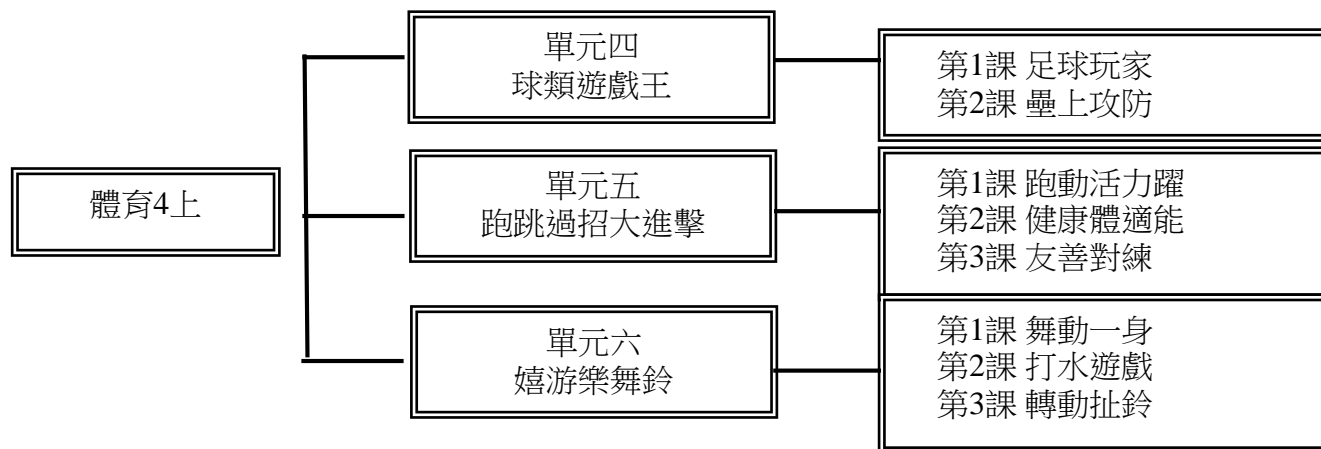 體育4上
單元四
球類遊戲王
第1課 足球玩家
第2課 壘上攻防
單元五
跑跳過招大進擊
第1課 跑動活力躍
第2課 健康體適能
第3課 友善對練
單元六
嬉游樂舞鈴
第1課 舞動一身
第2課 打水遊戲
第3課 轉動扯鈴